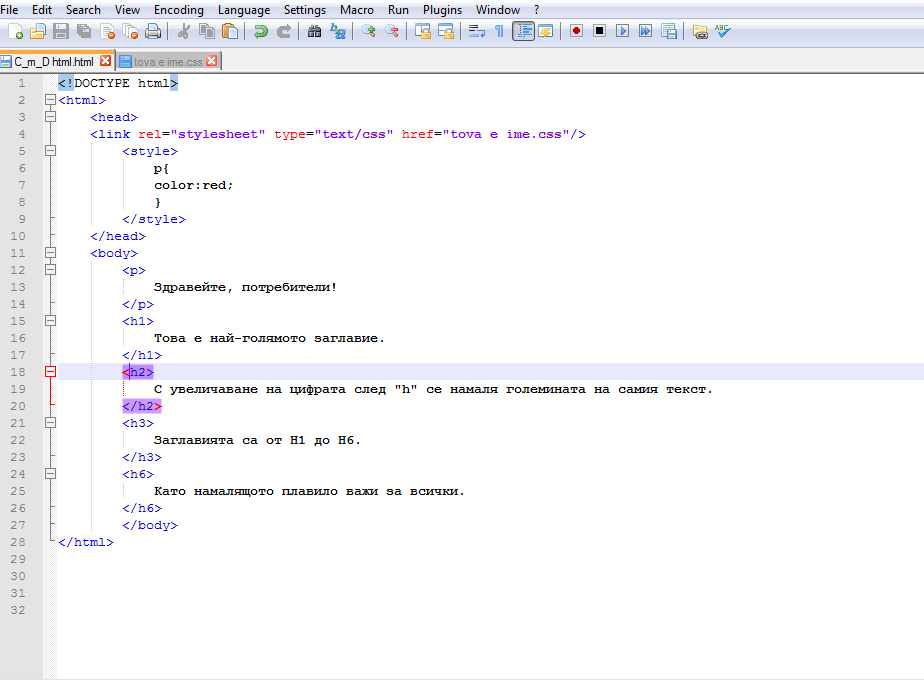 File Edit Search View Encoding Language Settings Macro Run Plugins Window ?
C_m_D html.html tova e ime.css
1 <!DOCTYPE html>
2 <html>
3 <head>
4 <link rel="stylesheet" type="text/css" href="tova e ime.css"/>
5 <style>
6 p{
7 color:red;
8 }
9 </style>
10 </head>
11 <body>
12 <p>
13 Здравейте, потребители!
14 </p>
15 <h1>
16 Това е най-голямото заглавие.
17 </h1>
18 <h2>
19 С увеличаване на цифрата след "h" се намаля големината на самия текст.
20 </h2>
21 <h3>
22 Заглавията са от H1 до H6.
23 </h3>
24 <h6>
25 Като намалящото плавило важи за всички.
26 </h6>
27 </body>
28 </html>
29
30
31
32